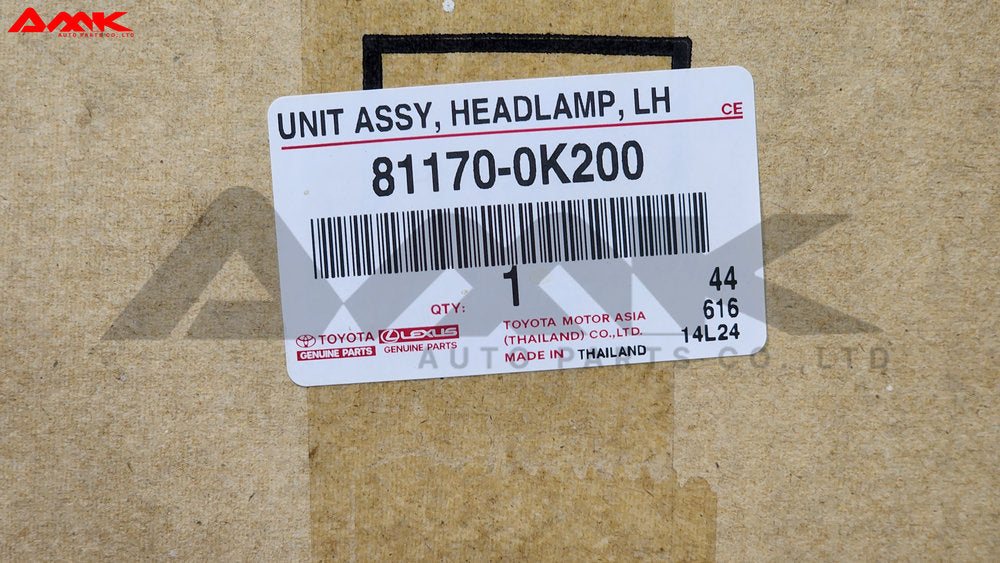 AMK
AUTO PARTS CO., LTD
UNIT ASSY, HEADLAMP, LH
CE
81170-0K200
QTY: 1
44
616
14L24
TOYOTA
GENUINE PARTS
LEXUS
GENUINE PARTS
TOYOTA MOTOR ASIA
(THAILAND) CO.,LTD.
MADE IN THAILAND
AMK
AUTO PARTS CO., LTD